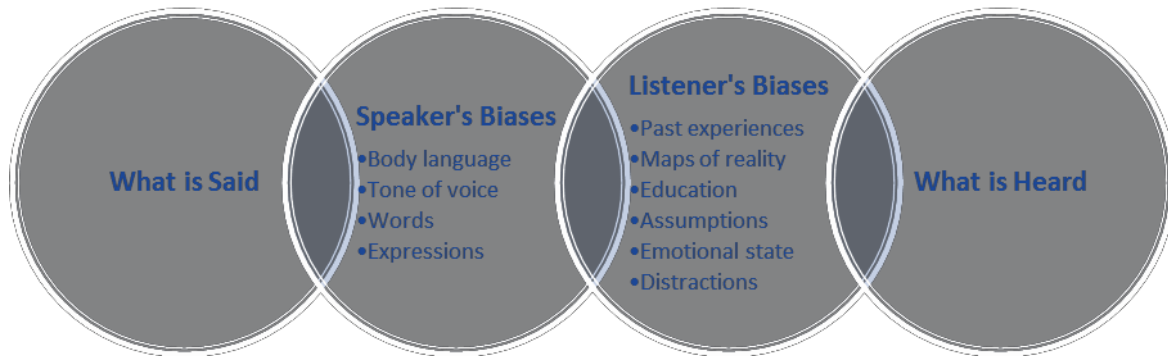 What is Said
Speaker's Biases
•Body language
•Tone of voice
•Words
•Expressions
Listener's Biases
•Past experiences
•Maps of reality
•Education
•Assumptions
•Emotional state
•Distractions
What is Heard